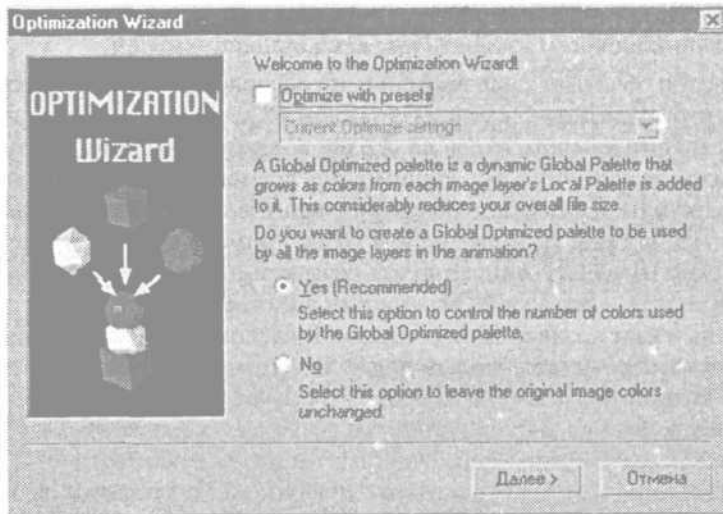 Optimization Wizard
OPTIMIZATION
Wizard
Welcome to the Optimization Wizard!
Optimize with presets
Current Optimize settings
A Global Optimized palette is a dynamic Global Palette that
grows as colors from each image layer's Local Palette is added
to it. This considerably reduces your overall file size.
Do you want to create a Global Optimized palette to be used
by all the image layers in the animation?
Yes (Recommended)
Select this option to control the number of colors used
by the Global Optimized palette.
No
Select this option to leave the original image colors
unchanged.
Далее >
Отмена